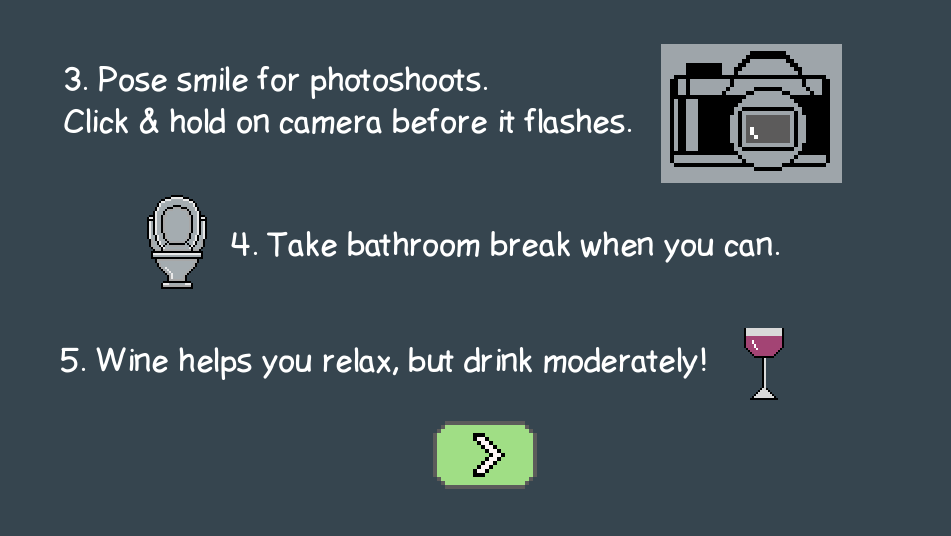 3. Pose smile for photoshoots.
Click & hold on camera before it flashes.
4. Take bathroom break when you can.
5. Wine helps you relax, but drink moderately!